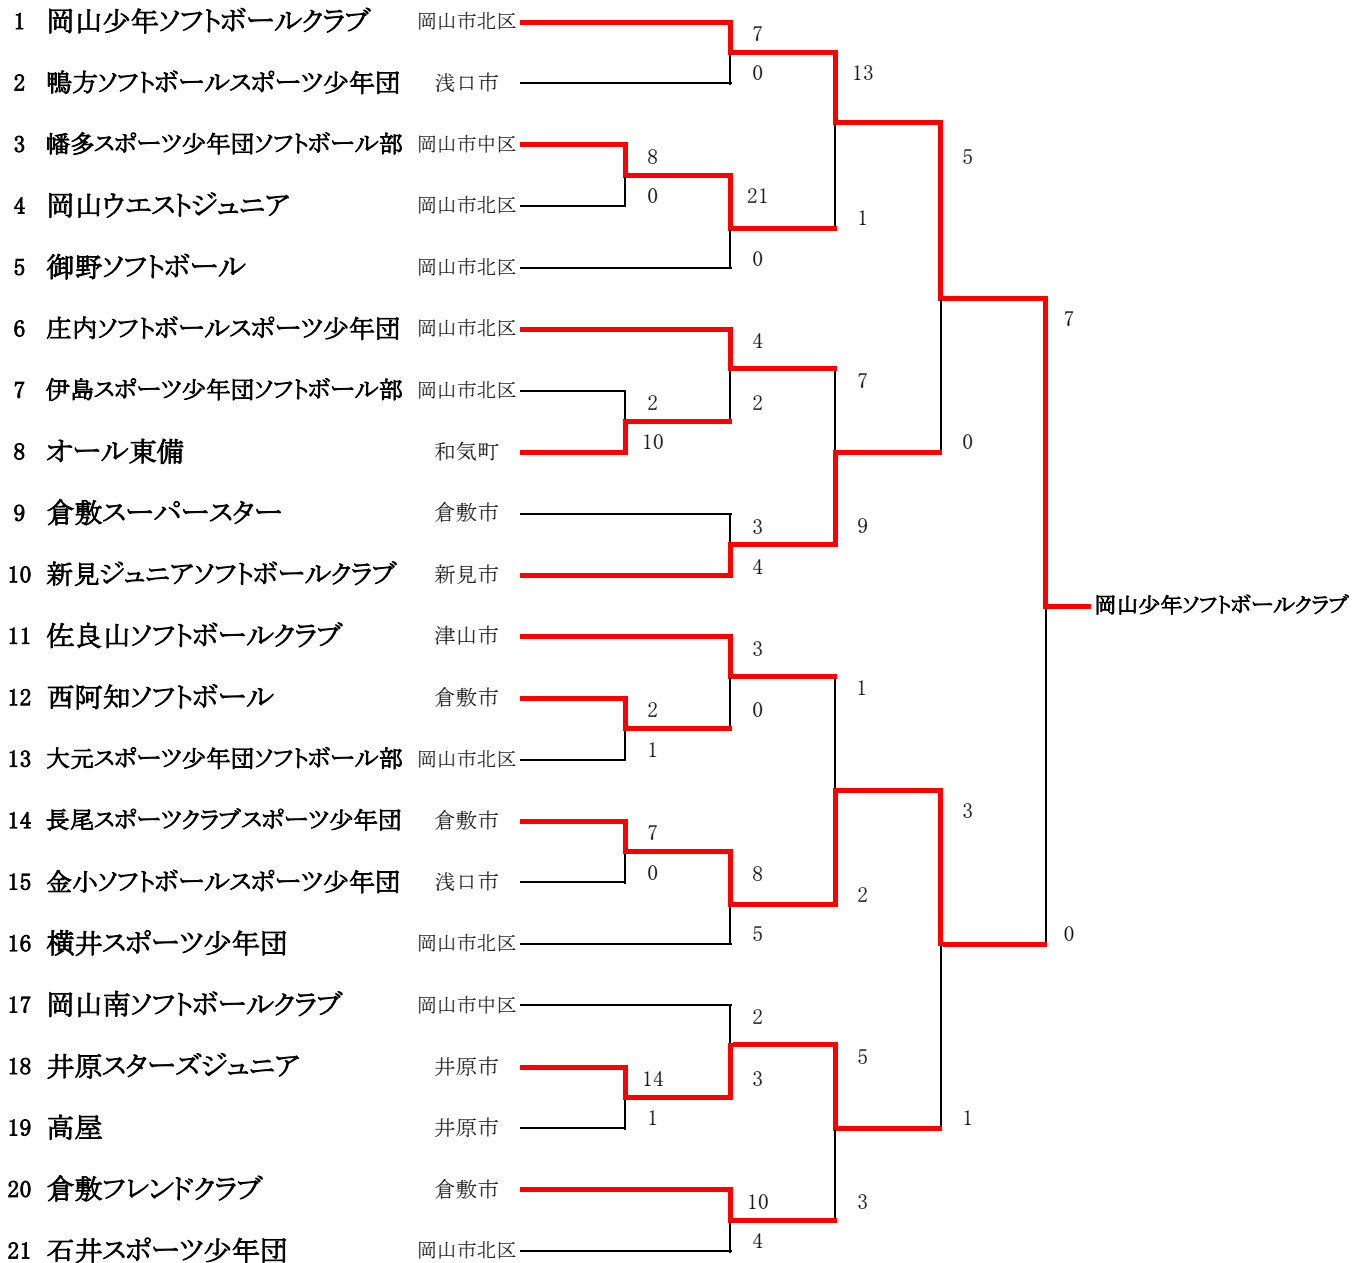 1 岡山少年ソフトボールクラブ 岡山市北区
7
2 鴨方ソフトボールスポーツ少年団 浅口市
0
13
3 幡多スポーツ少年団ソフトボール部 岡山市中区
8
5
4 岡山ウエストジュニア 岡山市北区
0
21
1
5 御野ソフトボール 岡山市北区
0
6 庄内ソフトボールスポーツ少年団 岡山市北区
4
7
7 伊島スポーツ少年団ソフトボール部 岡山市北区
7
2
2
8 オール東備 和気町
10
0
9 倉敷スーパースター 倉敷市
3
9
10 新見ジュニアソフトボールクラブ 新見市
4
岡山少年ソフトボールクラブ
11 佐良山ソフトボールクラブ 津山市
3
1
12 西阿知ソフトボール 倉敷市
2
0
13 大元スポーツ少年団ソフトボール部 岡山市北区
1
3
14 長尾スポーツクラブスポーツ少年団 倉敷市
7
15 金小ソフトボールスポーツ少年団 浅口市
0
8
2
16 横井スポーツ少年団 岡山市北区
5
0
17 岡山南ソフトボールクラブ 岡山市中区
2
5
18 井原スターズジュニア 井原市
14
3
19 高屋 井原市
1
1
20 倉敷フレンドクラブ 倉敷市
10
3
21 石井スポーツ少年団 岡山市北区
4